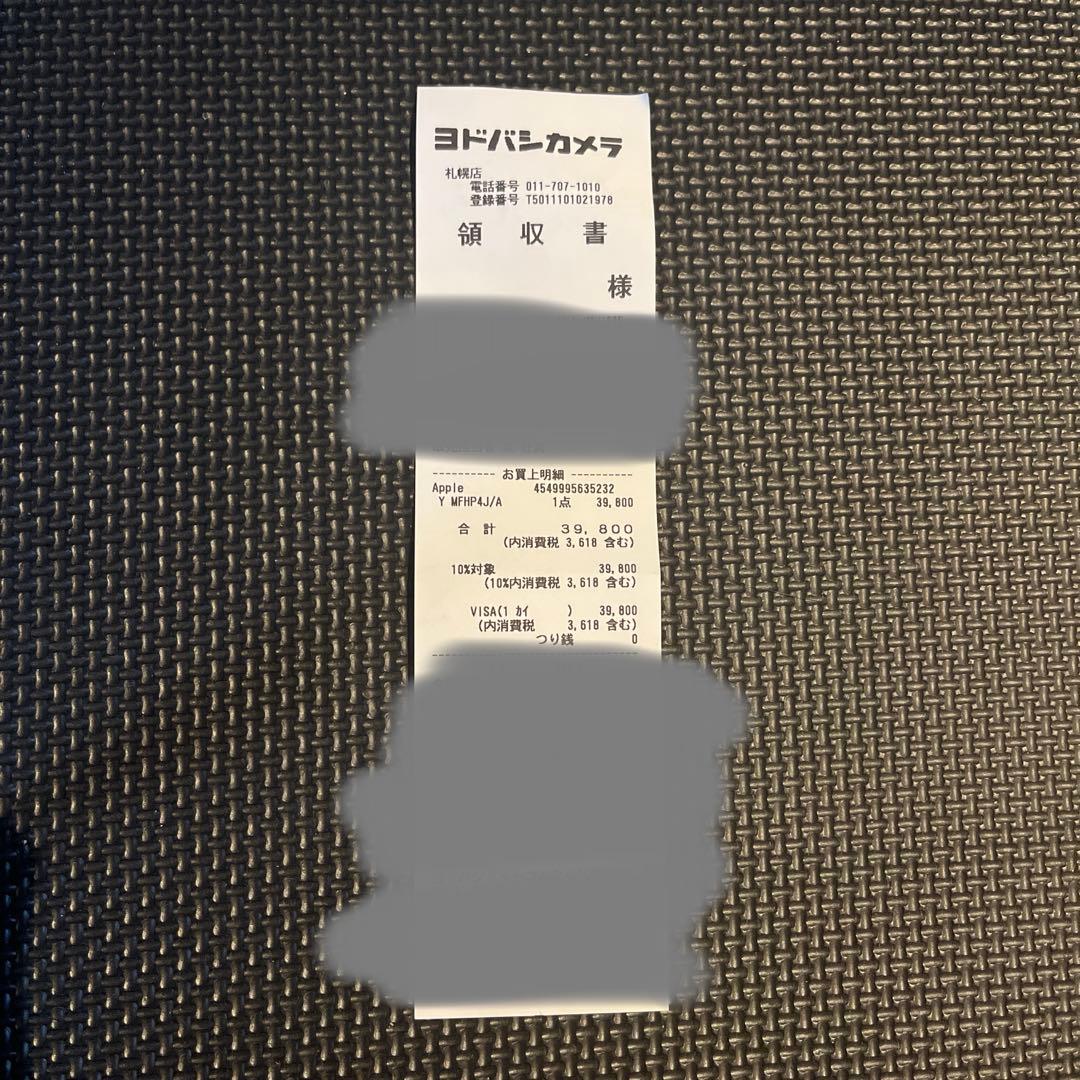 ヨドバシカメラ
札幌店
電話番号 011-707-1010
登録番号 T5011101021978
領 収 書
様
---------- お買上明細 ----------
Apple 4549995635232
Y MFHP4J/A 1点 39,800
合 計 39,800
(内消費税 3,618 含む)
10%対象 39,800
(10%内消費税 3,618 含む)
VISA(1 カイ ) 39,800
(内消費税 3,618 含む)
つり銭 0